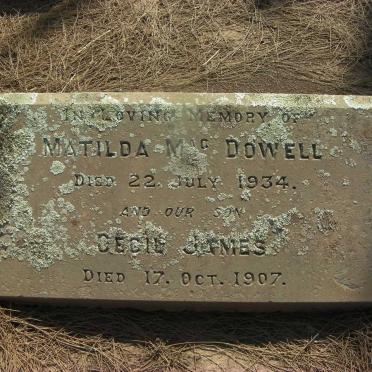 IN LOVING MEMORY OF
MATILDA MAC DOWELL
DIED 22. JULY 1934.
AND OUR SON
CECIL JAMES
DIED 17. OCT. 1907.